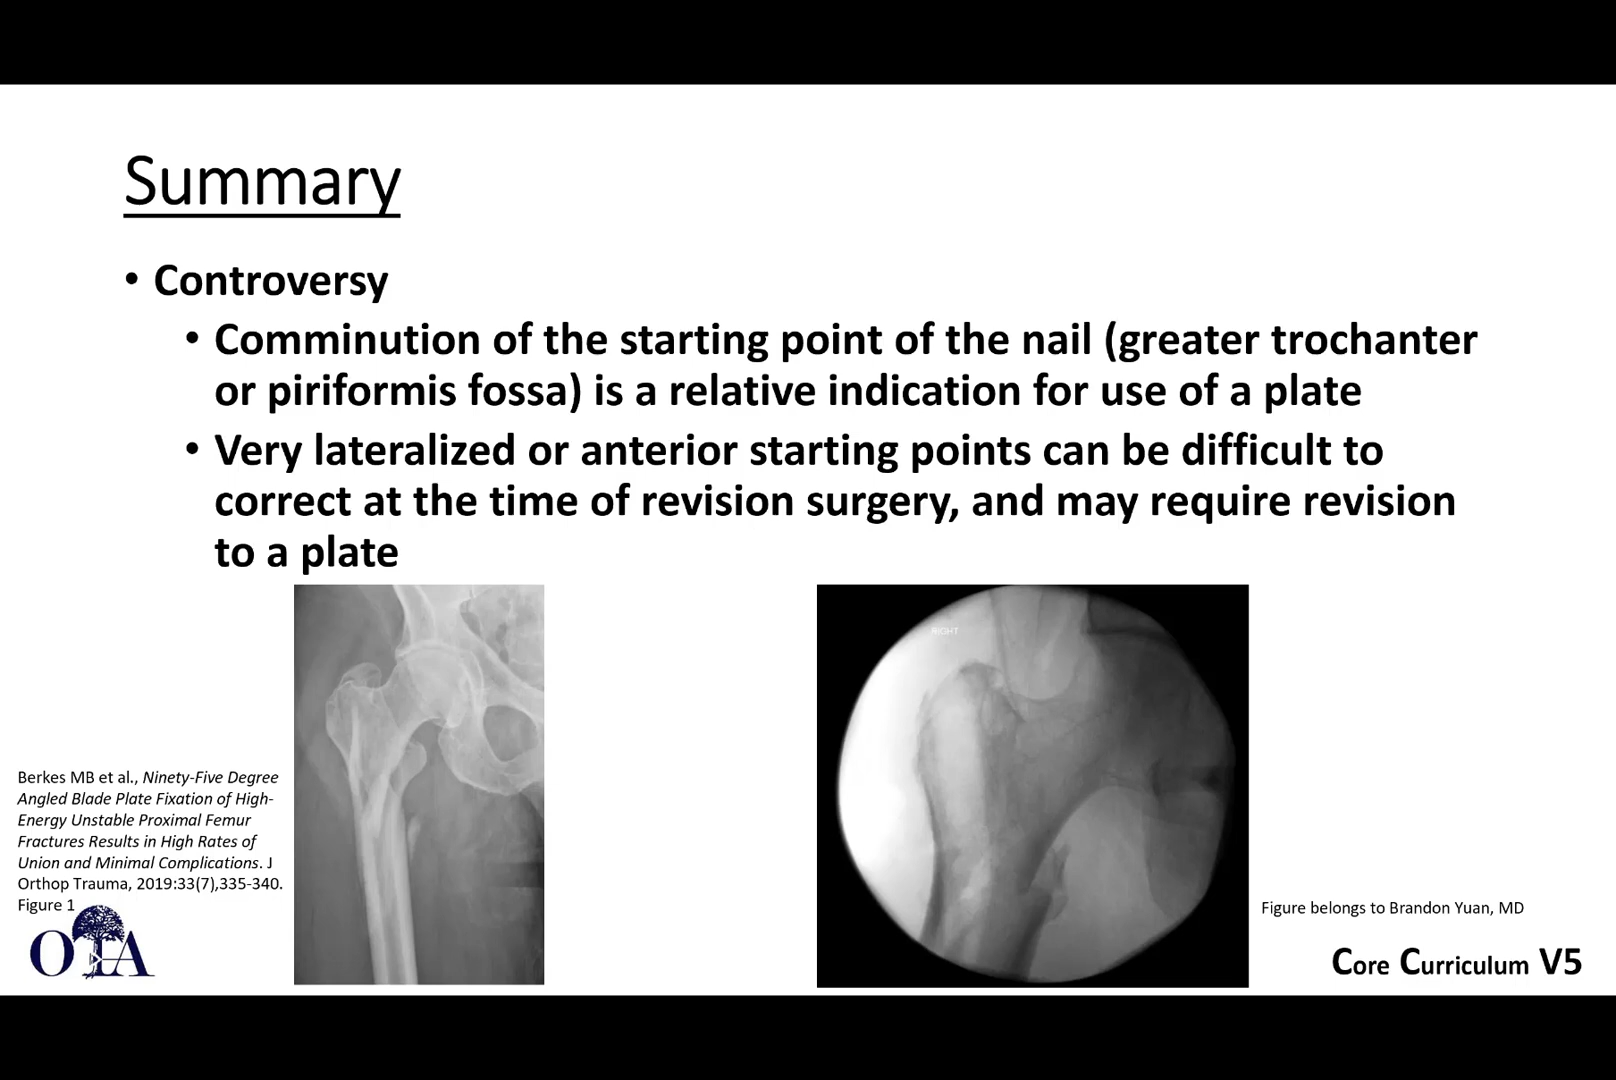 Summary
• Controversy
• Comminution of the starting point of the nail (greater trochanter
or piriformis fossa) is a relative indication for use of a plate
• Very lateralized or anterior starting points can be difficult to
correct at the time of revision surgery, and may require revision
to a plate
RIGHT
Berkes MB et al., Ninety-Five Degree
Angled Blade Plate Fixation of High-
Energy Unstable Proximal Femur
Fractures Results in High Rates of
Union and Minimal Complications. J
Orthop Trauma, 2019:33(7),335-340.
Figure 1
OTA
Figure belongs to Brandon Yuan, MD
Core Curriculum V5